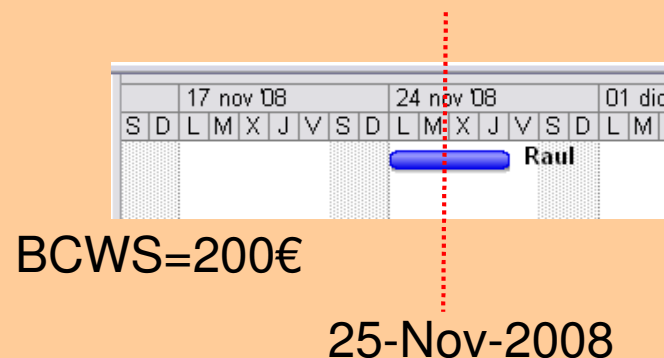 17 nov '08 24 nov '08 01 dic
S D L M X J V S D L M X J V S D L M
Raul
BCWS=200€
25-Nov-2008